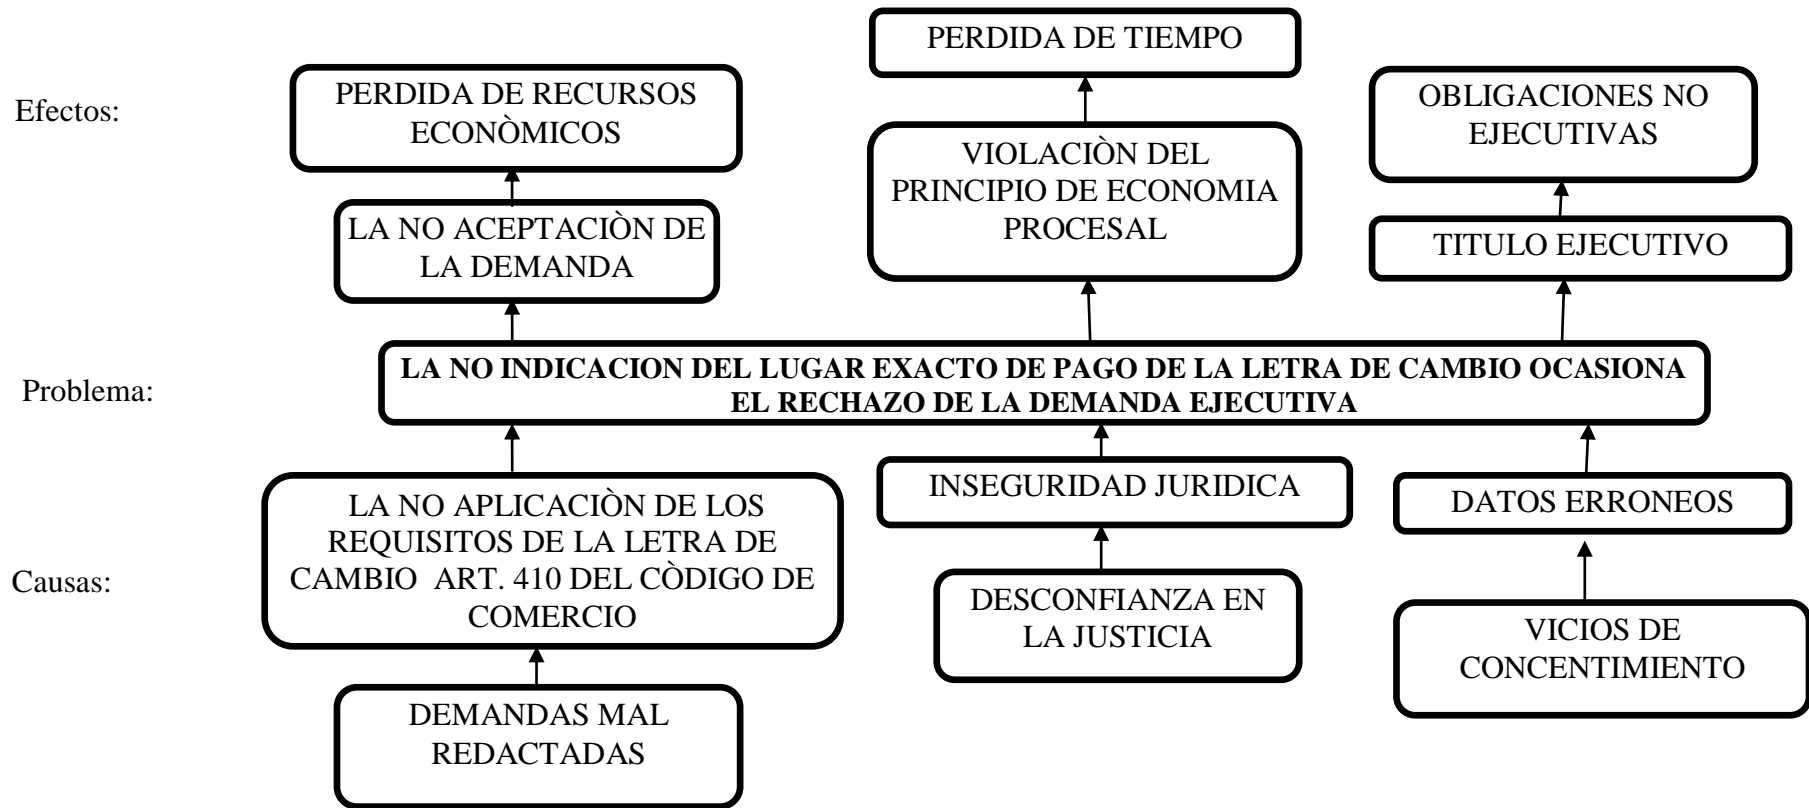 PERDIDA DE TIEMPO
Efectos:
PERDIDA DE RECURSOS
ECONÒMICOS
OBLIGACIONES NO
EJECUTIVAS
VIOLACIÒN DEL
PRINCIPIO DE ECONOMIA
PROCESAL
LA NO ACEPTACIÒN DE
LA DEMANDA
TITULO EJECUTIVO
Problema:
LA NO INDICACION DEL LUGAR EXACTO DE PAGO DE LA LETRA DE CAMBIO OCASIONA
EL RECHAZO DE LA DEMANDA EJECUTIVA
Causas:
LA NO APLICACIÒN DE LOS
REQUISITOS DE LA LETRA DE
CAMBIO ART. 410 DEL CÒDIGO DE
COMERCIO
INSEGURIDAD JURIDICA
DATOS ERRONEOS
DESCONFIANZA EN
LA JUSTICIA
VICIOS DE
CONCENTIMIENTO
DEMANDAS MAL
REDACTADAS